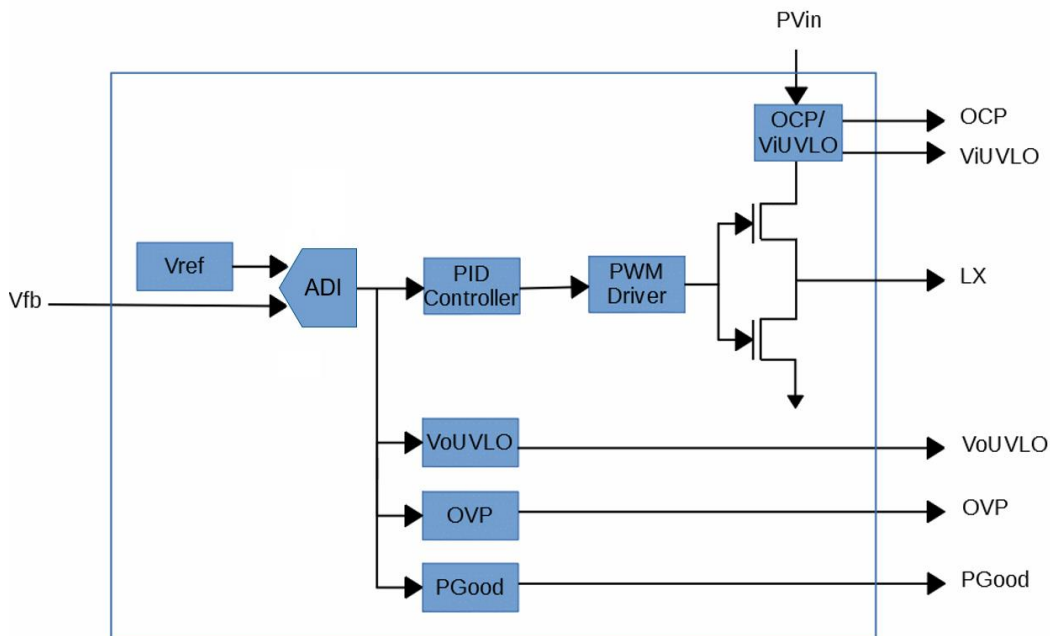 PVin
OCP/
ViUVLO
OCP
ViUVLO
Vref
ADI
PID
Controller
PWM
Driver
LX
Vfb
VoUVLO
VoUVLO
OVP
OVP
PGood
PGood